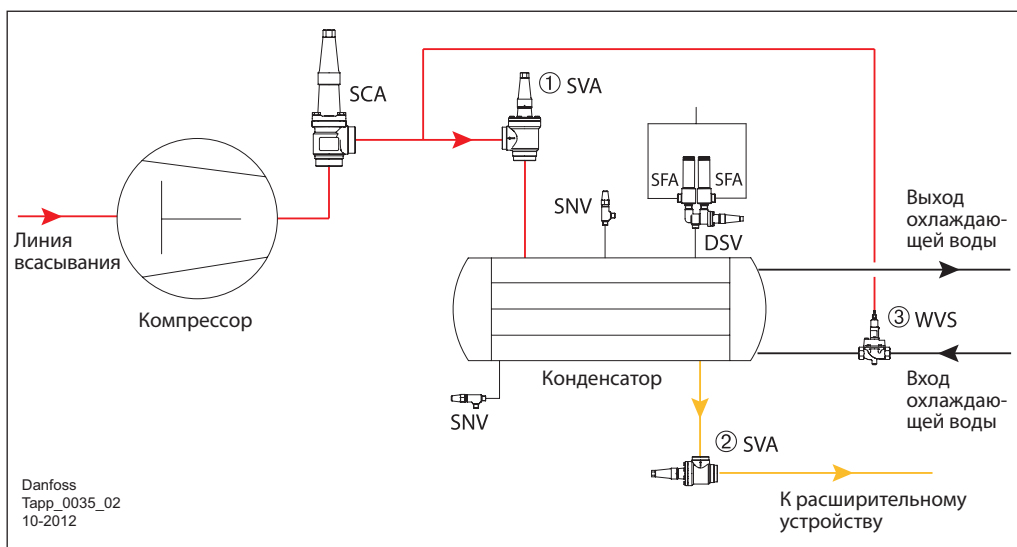 SCA
① SVA
SFA
SFA
SNV
DSV
Выход
охлаждаю-
щей воды
Линия
всасывания
Компрессор
③ WVS
Конденсатор
Вход
охлаждаю-
щей воды
SNV
② SVA
К расширительному
устройству
Danfoss
Tapp_0035_02
10-2012